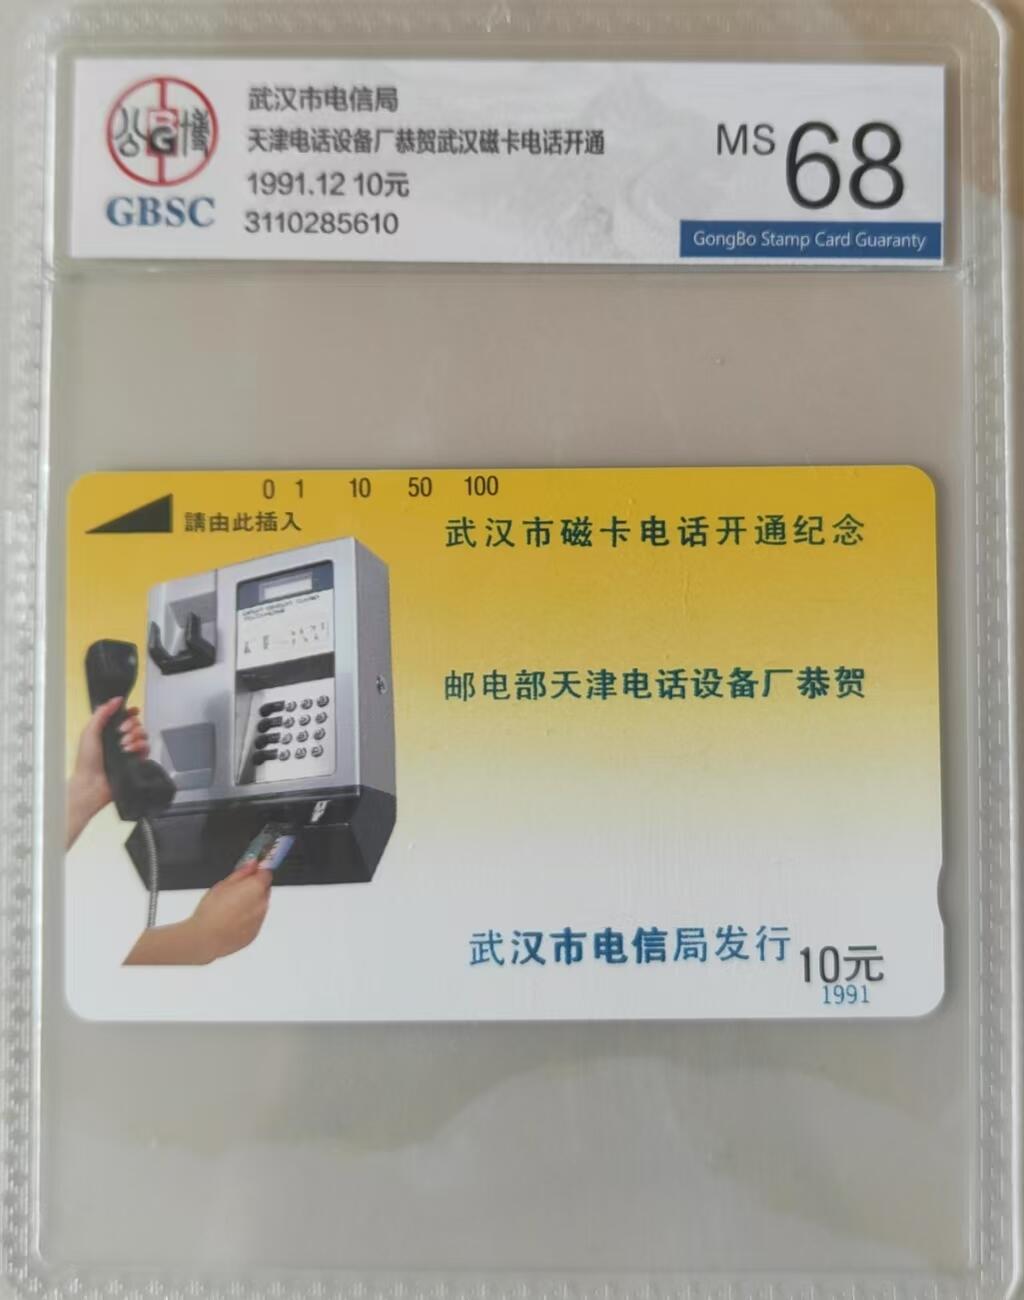 公博
BG
GBSC
武汉市电信局
天津电话设备厂恭贺武汉磁卡电话开通
1991.12 10元
3110285610
MS 68
GongBo Stamp Card Guaranty
0 1 10 50 100
請由此插入
武汉市磁卡电话开通纪念
邮电部天津电话设备厂恭贺
武汉市电信局发行
10元
1991